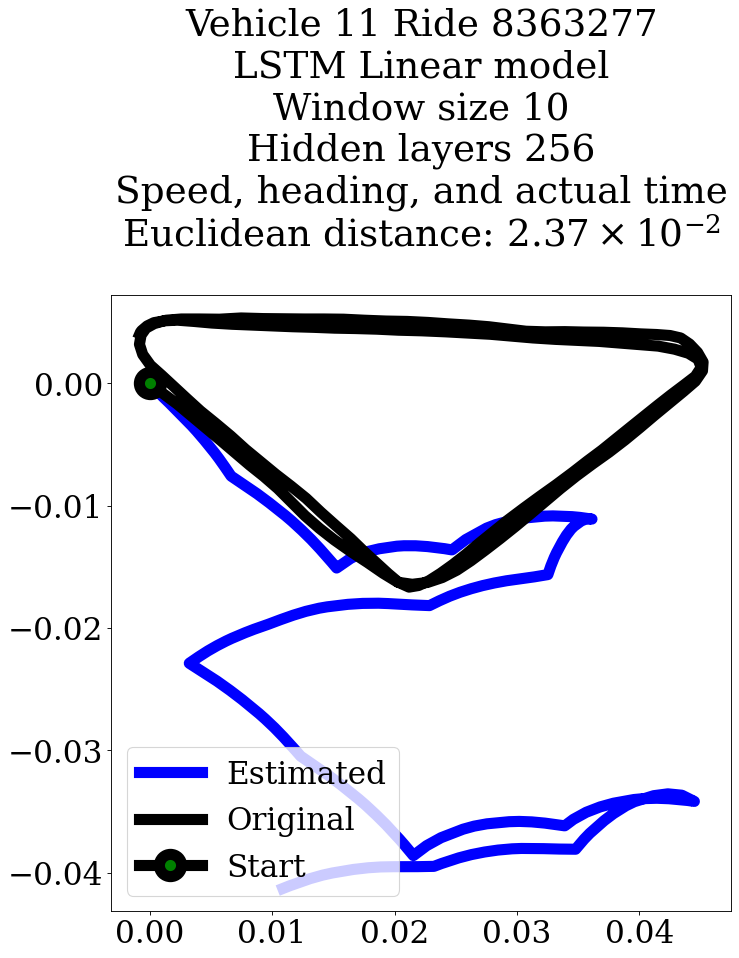 Vehicle 11 Ride 8363277
LSTM Linear model
Window size 10
Hidden layers 256
Speed, heading, and actual time
Euclidean distance: 2.37 × 10⁻²
0.00
−0.01
−0.02
−0.03
−0.04
Estimated
Original
Start
0.00 0.01 0.02 0.03 0.04